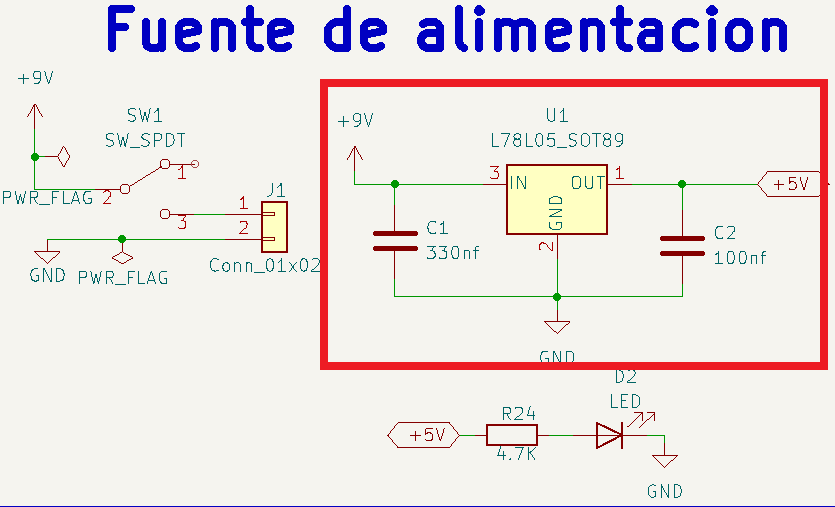 Fuente de alimentacion
+9V
SW1
SW_SPDT
1
PWR_FLAG
2
3
J1
1
2
Conn_01x02
GND
PWR_FLAG
+9V
U1
L78L05_SOT89
3
IN
OUT
1
GND
2
+5V
C1
330nf
C2
100nf
GND
D2
LED
+5V
R24
4.7K
GND